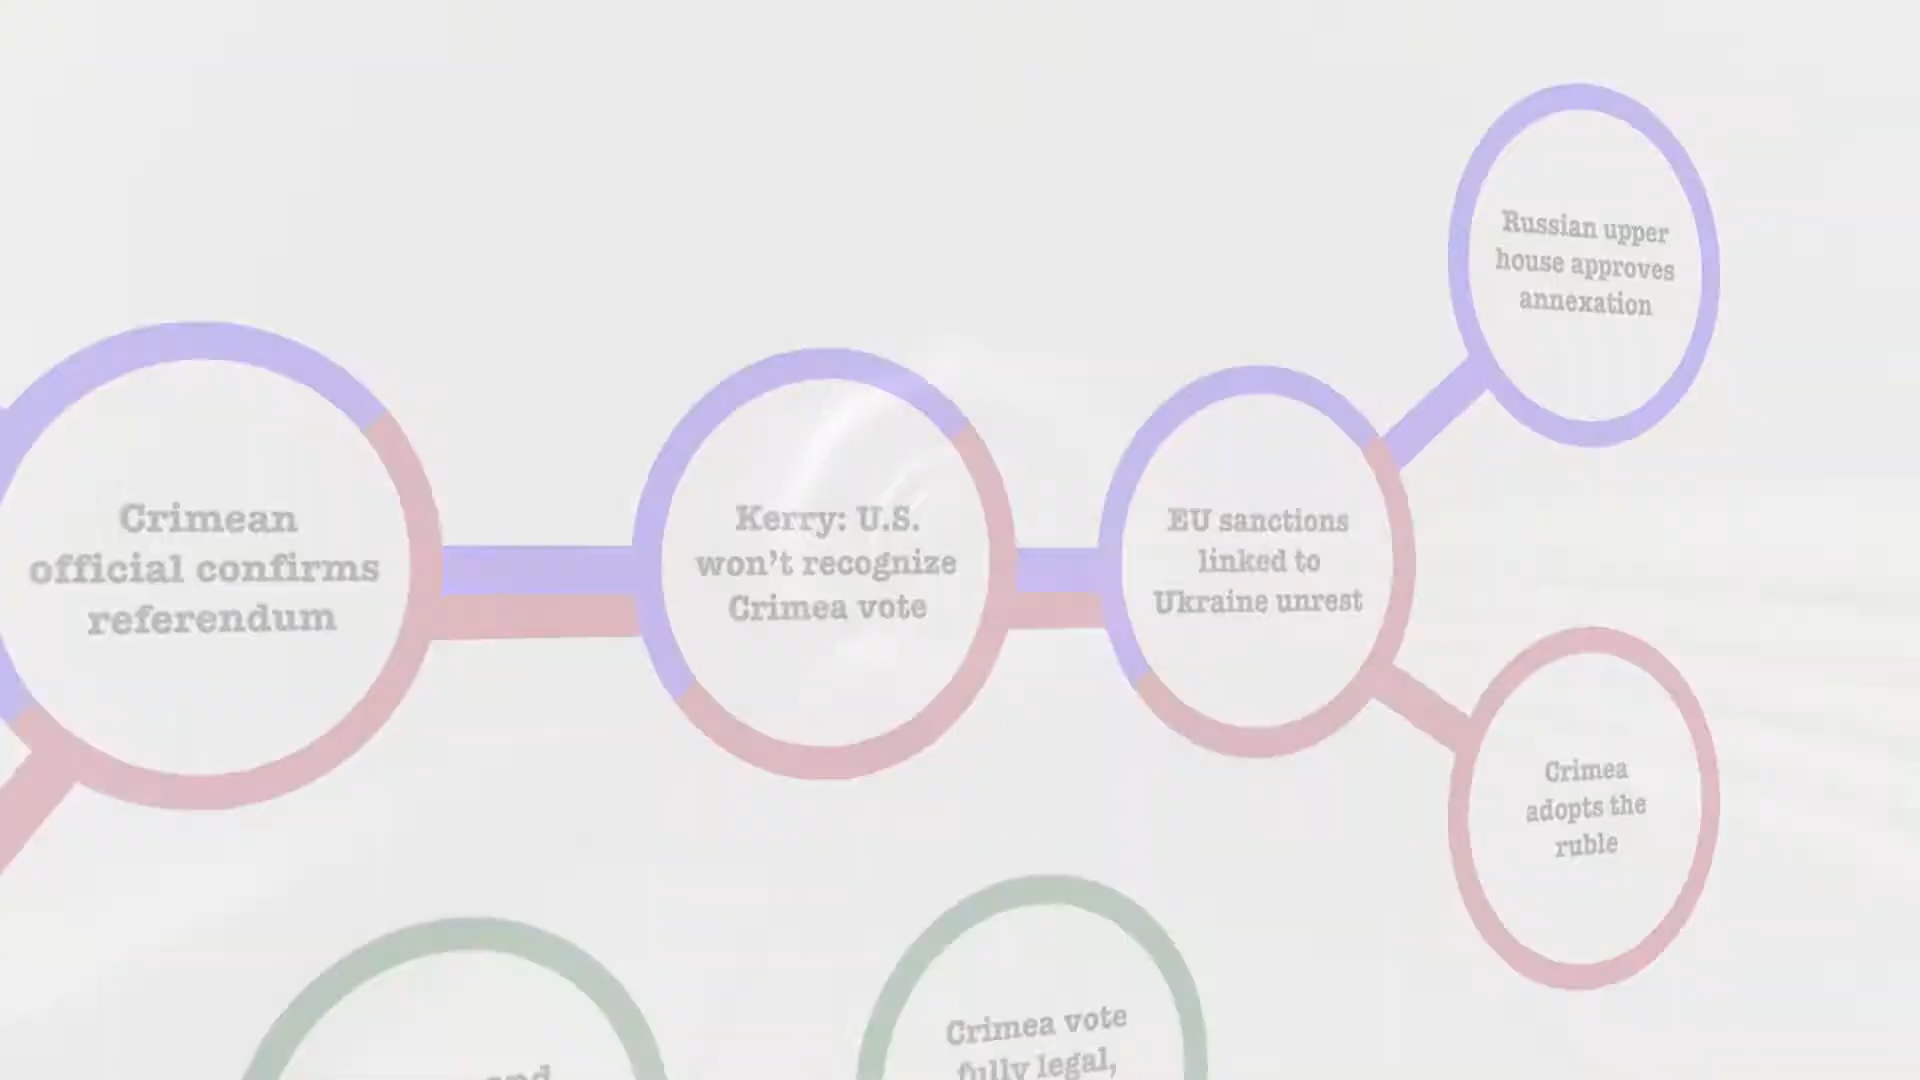 Russian upper
house approves
annexation
Crimean
official confirms
referendum
Kerry: U.S.
won't recognize
Crimea vote
EU sanctions
linked to
Ukraine unrest
Crimea
adopts the
ruble
Crimea vote
fully legal,